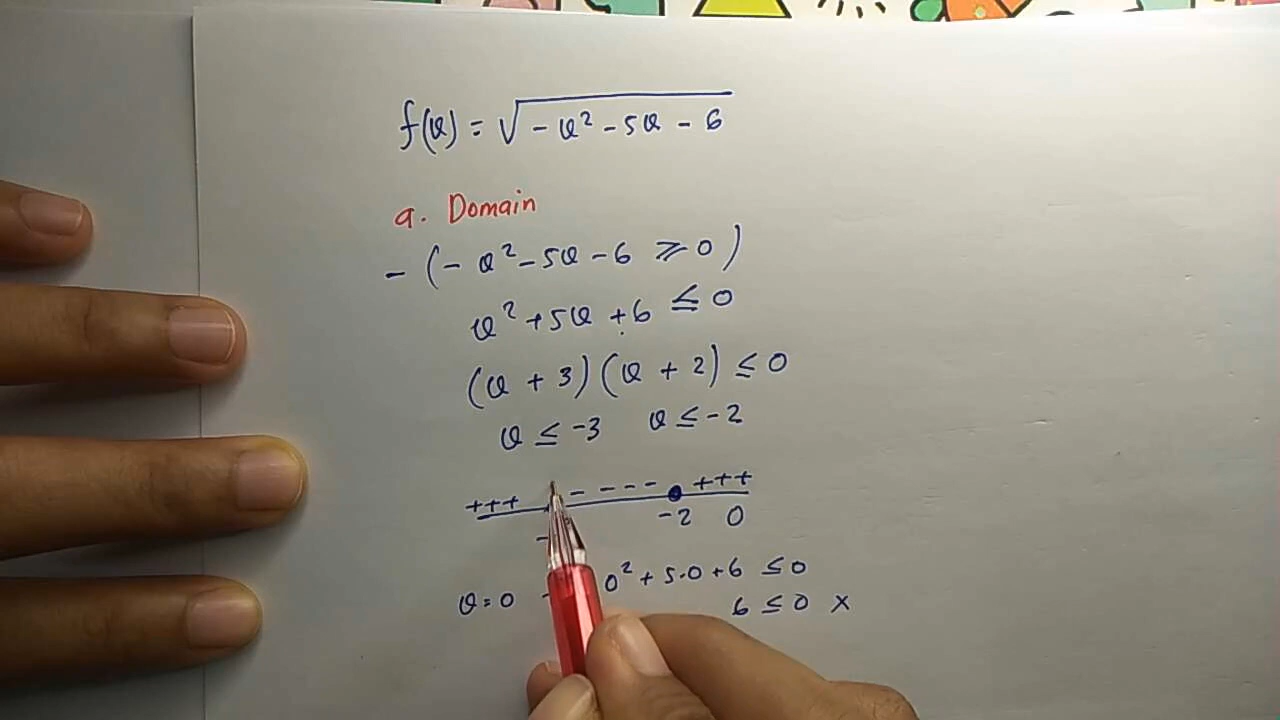 f(x) = √(-x² - 5x - 6)
a. Domain
- (- x² - 5x - 6 ≥ 0)
x² + 5x + 6 ≤ 0
(x + 3)(x + 2) ≤ 0
x ≤ -3 x ≤ -2
+++ ---- +++
- -2 0
x = 0 0² + 5.0 + 6 ≤ 0
6 ≤ 0 ×